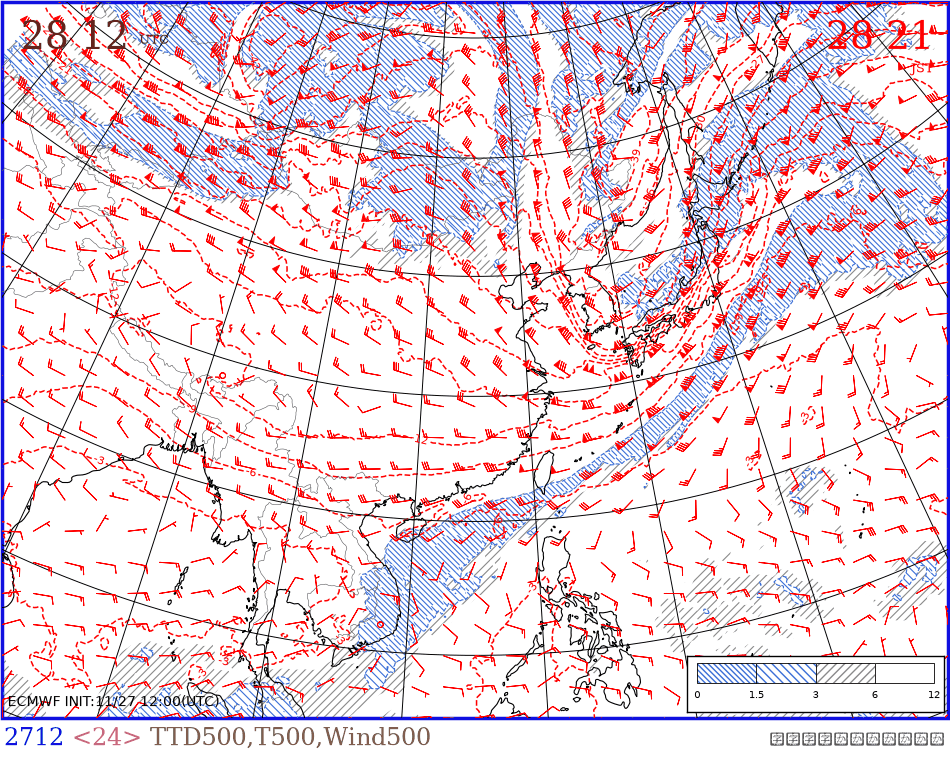 28 12 UTC
28 21
JST
ECMWF INIT:11/27 12:00(UTC)
0 1.5 3 6 12
2712 <24> TTD500,T500,Wind500